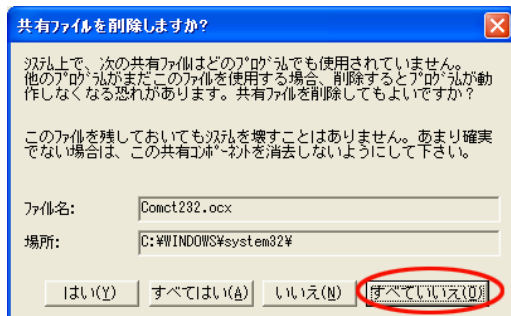 共有ファイルを削除しますか?
ｼｽﾃﾑ上で、次の共有ﾌｧｲﾙはどのﾌﾟﾛｸﾞﾗﾑでも使用されていません。
他のﾌﾟﾛｸﾞﾗﾑがまだこのﾌｧｲﾙを使用する場合、削除するとﾌﾟﾛｸﾞﾗﾑが動
作しなくなる恐れがあります。共有ﾌｧｲﾙを削除してもよいですか？
このﾌｧｲﾙを残しておいてもｼｽﾃﾑを壊すことはありません。あまり確実
でない場合は、この共有ｺﾝﾎﾟｰﾈﾝﾄを消去しないようにして下さい。
ﾌｧｲﾙ名:
Comct232.ocx
場所:
C:¥WINDOWS¥system32¥
はい(Y) すべてはい(A) いいえ(N) すべていいえ(O)